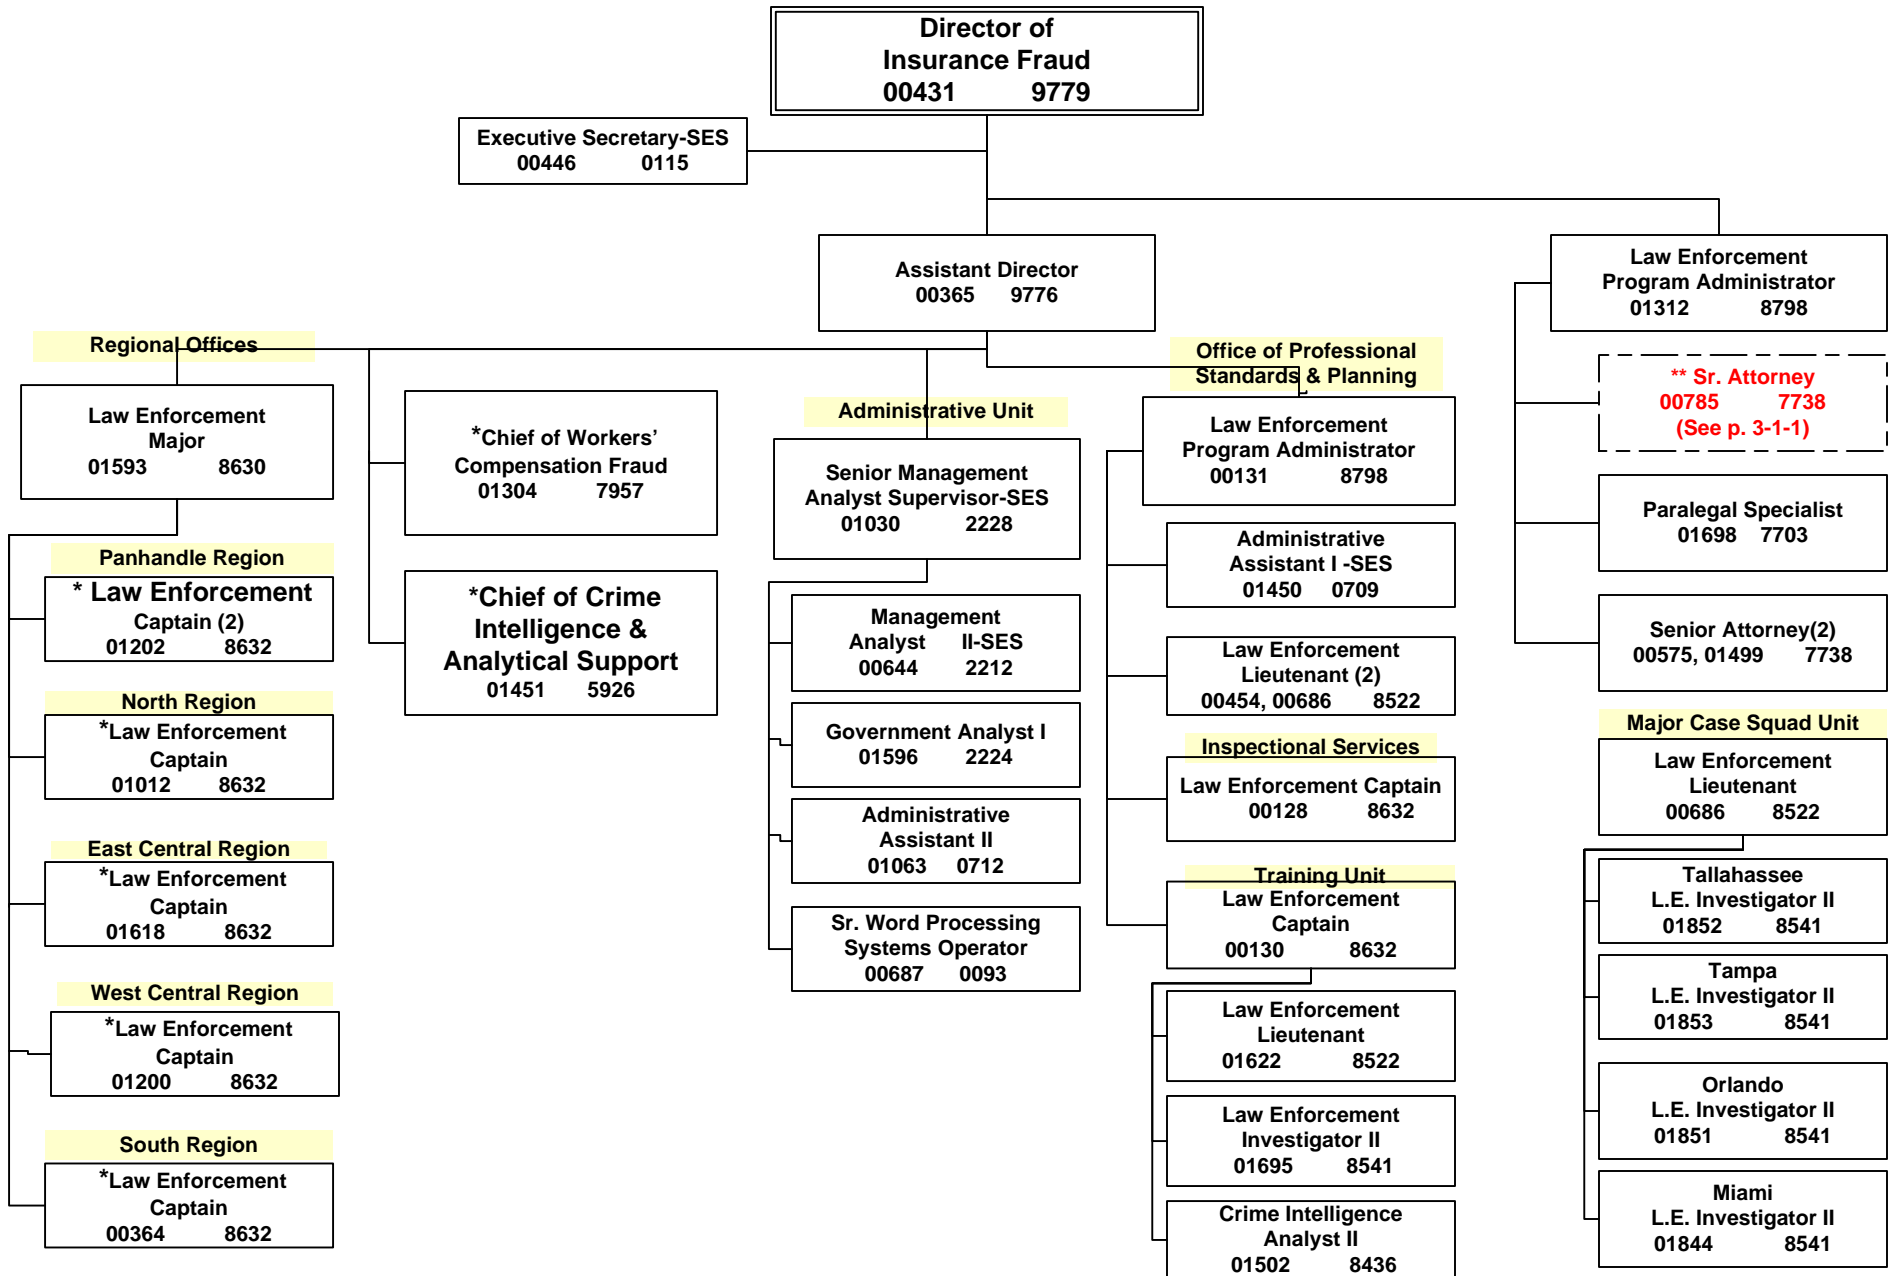 Director of
Insurance Fraud
00431 9779
Executive Secretary-SES
00446 0115
Assistant Director
00365 9776
Law Enforcement
Program Administrator
01312 8798
** Sr. Attorney
00785 7738
(See p. 3-1-1)
Paralegal Specialist
01698 7703
Senior Attorney(2)
00575, 01499 7738
Major Case Squad Unit
Law Enforcement
Lieutenant
00686 8522
Tallahassee
L.E. Investigator II
01852 8541
Tampa
L.E. Investigator II
01853 8541
Orlando
L.E. Investigator II
01851 8541
Miami
L.E. Investigator II
01844 8541
Regional Offices
Law Enforcement
Major
01593 8630
Panhandle Region
* Law Enforcement
Captain (2)
01202 8632
North Region
*Law Enforcement
Captain
01012 8632
East Central Region
*Law Enforcement
Captain
01618 8632
West Central Region
*Law Enforcement
Captain
01200 8632
South Region
*Law Enforcement
Captain
00364 8632
*Chief of Workers’
Compensation Fraud
01304 7957
*Chief of Crime
Intelligence &
Analytical Support
01451 5926
Administrative Unit
Senior Management
Analyst Supervisor-SES
01030 2228
Management
Analyst II-SES
00644 2212
Government Analyst I
01596 2224
Administrative
Assistant II
01063 0712
Sr. Word Processing
Systems Operator
00687 0093
Office of Professional
Standards & Planning
Law Enforcement
Program Administrator
00131 8798
Administrative
Assistant I -SES
01450 0709
Law Enforcement
Lieutenant (2)
00454, 00686 8522
Inspectional Services
Law Enforcement Captain
00128 8632
Training Unit
Law Enforcement
Captain
00130 8632
Law Enforcement
Lieutenant
01622 8522
Law Enforcement
Investigator II
01695 8541
Crime Intelligence
Analyst II
01502 8436